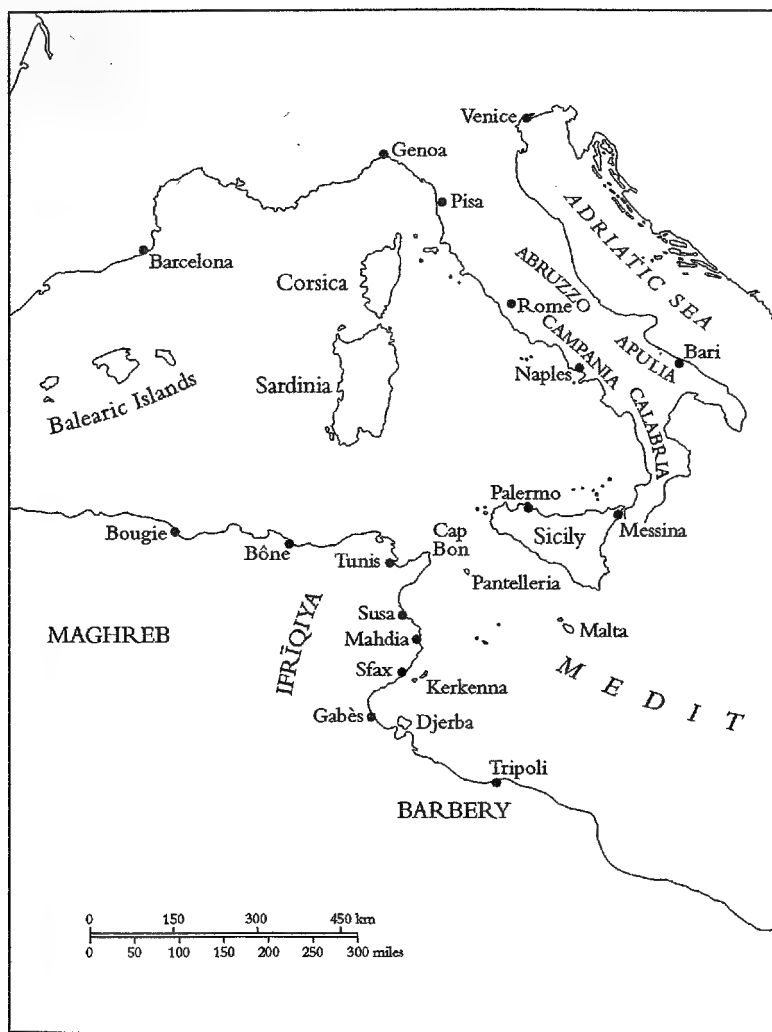 Venice
Genoa
Pisa
ADRIATIC SEA
Barcelona
Corsica
ABRUZZO
Rome
CAMPANIA
APULIA
Bari
Naples
Sardinia
Balearic Islands
CALABRIA
Palermo
Messina
Sicily
Cap
Bon
Bougie
Bône
Tunis
Pantelleria
Susa
IFRĪQIYA
MAGHREB
Mahdia
Malta
Sfax
Kerkenna
MEDIT
Gabès
Djerba
Tripoli
BARBERY
0 150 300 450 km
0 50 100 150 200 250 300 miles